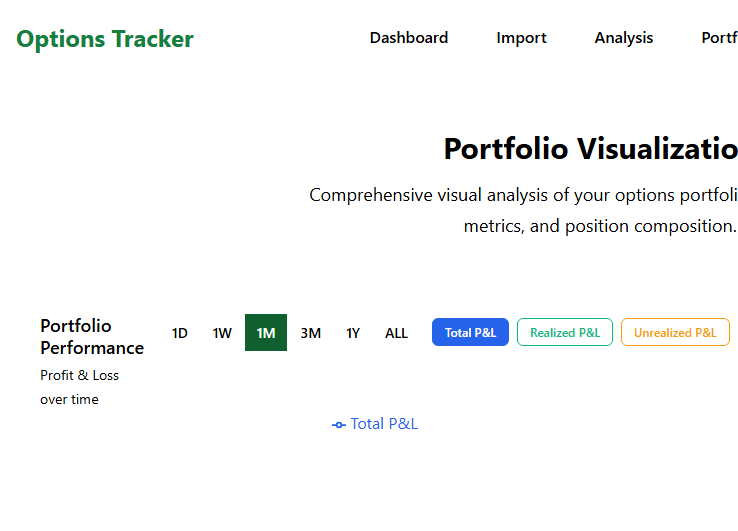 Options Tracker
Dashboard Import Analysis Portf
Portfolio Visualizatio
Comprehensive visual analysis of your options portfoli
metrics, and position composition.
Portfolio
Performance
Profit & Loss
over time
1D 1W 1M 3M 1Y ALL
Total P&L Realized P&L Unrealized P&L
Total P&L